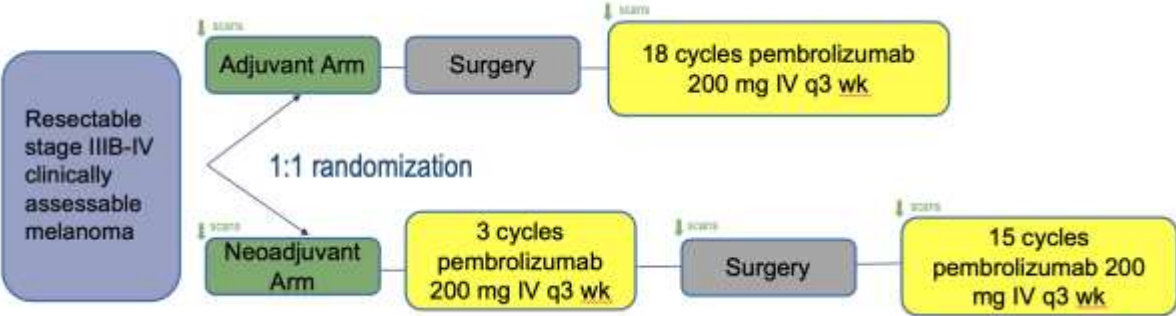 scans
scans
Adjuvant Arm
Surgery
18 cycles pembrolizumab
200 mg IV q3 wk
Resectable
stage IIIB-IV
clinically
assessable
melanoma
1:1 randomization
scans
Neoadjuvant
Arm
3 cycles
pembrolizumab
200 mg IV q3 wk
scans
Surgery
scans
15 cycles
pembrolizumab 200
mg IV q3 wk